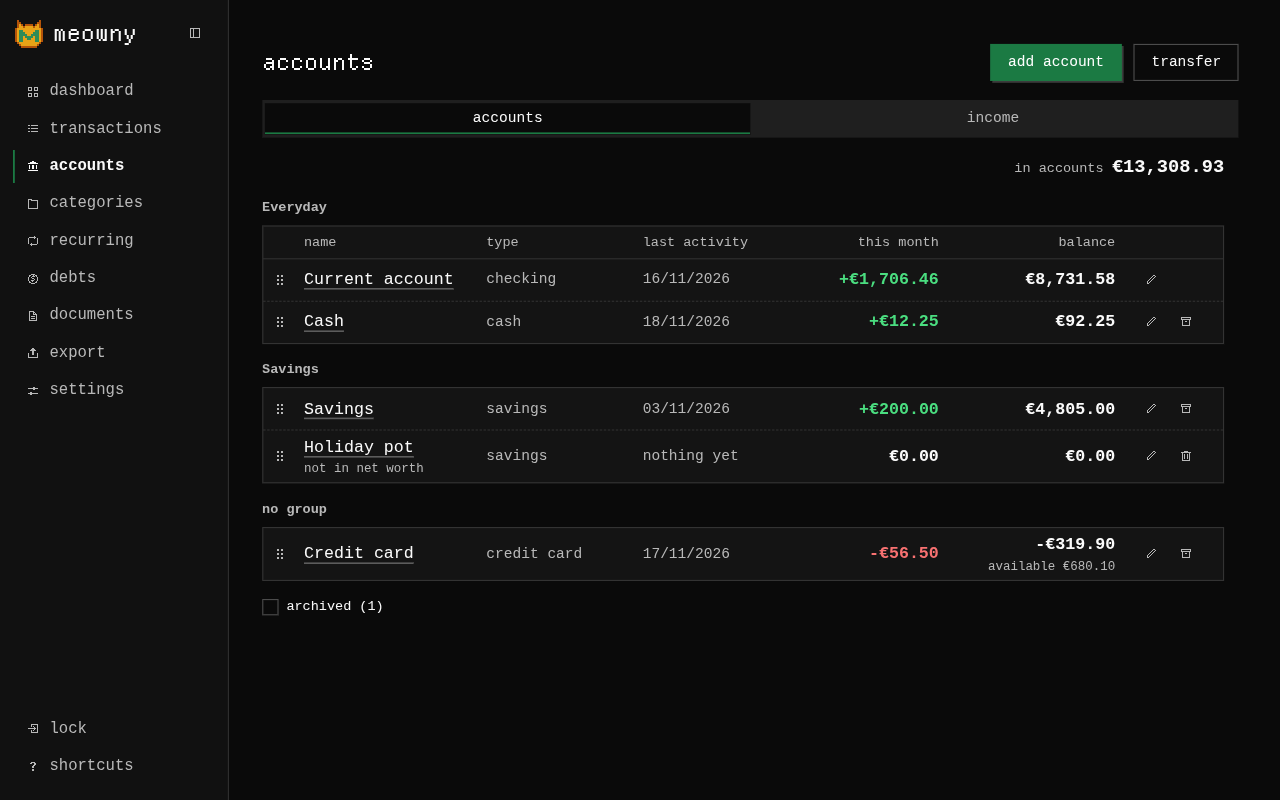 meowny
dashboard
transactions
accounts
categories
recurring
debts
documents
export
settings
lock
? shortcuts
accounts
add account
transfer
accounts
income
in accounts €13,308.93
Everyday
name type last activity this month balance
Current account checking 16/11/2026 +€1,706.46 €8,731.58
Cash cash 18/11/2026 +€12.25 €92.25
Savings
Savings savings 03/11/2026 +€200.00 €4,805.00
Holiday pot savings nothing yet €0.00 €0.00
not in net worth
no group
Credit card credit card 17/11/2026 -€56.50 -€319.90
available €680.10
archived (1)